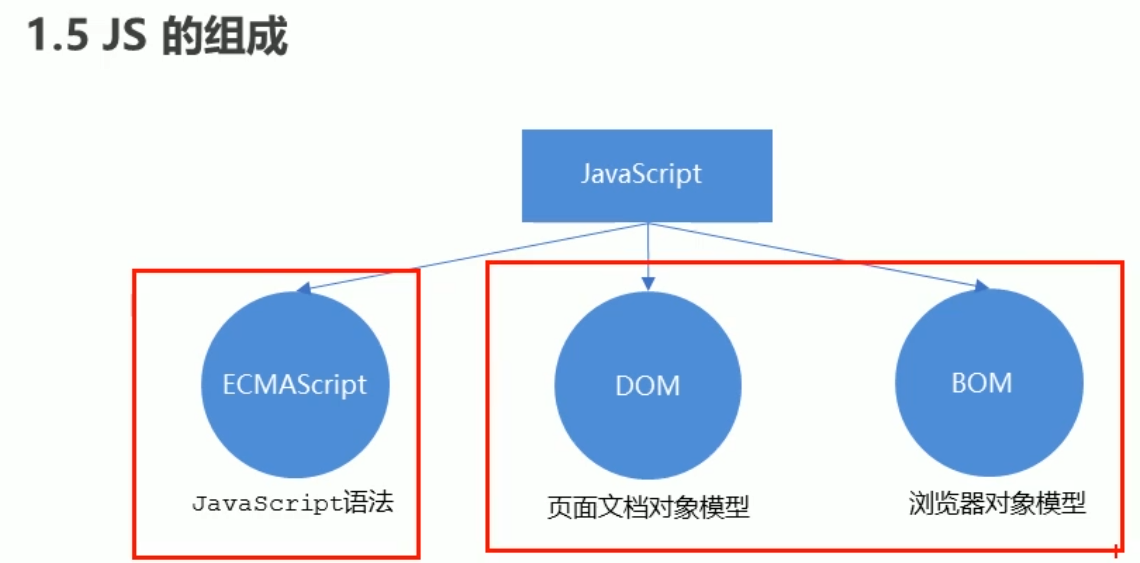 1.5 JS 的组成
JavaScript
ECMAScript
DOM
BOM
JavaScript语法
页面文档对象模型
浏览器对象模型